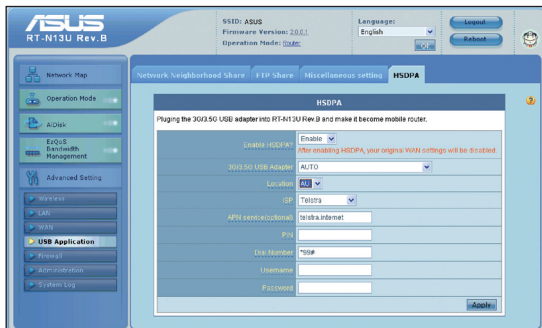 ASUS
RT-N13U Rev.B
SSID: ASUS
Firmware Version: 2.0.0.1
Operation Mode: Router
Language:
English
OK
Logout
Reboot
Network Map
Operation Mode
AiDisk
EzQoS
Bandwidth
Management
Advanced Setting
Wireless
LAN
WAN
USB Application
Firewall
Administration
System Log
Network Neighborhood Share
FTP Share
Miscellaneous setting
HSDPA
HSDPA
Pluging the 3G/3.5G USB adapter into RT-N13U Rev.B and make it become mobile router.
Enable HSDPA? Enable
After enabling HSDPA, your original WAN settings will be disabled.
3G/3.5G USB Adapter AUTO
Location AU
ISP Telstra
APN service(optional) telstra.internet
PIN
Dial Number *99#
Username
Password
Apply